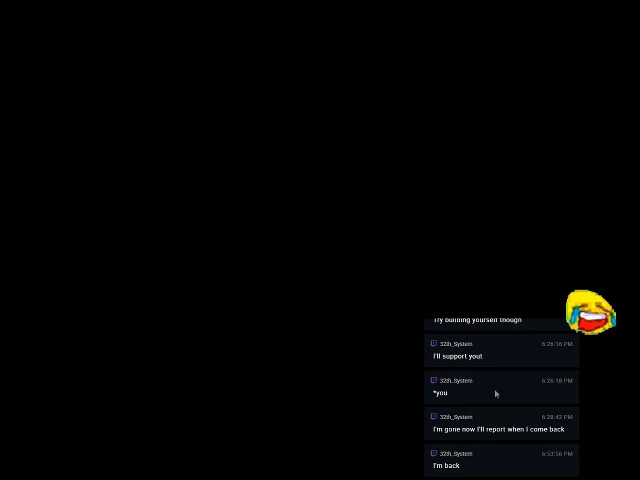 Try building yourself though
32th_System 6:26:16 PM
I'll support yout
32th_System 6:26:18 PM
*you
32th_System 6:28:42 PM
I'm gone now I'll report when I come back
32th_System 6:53:56 PM
I'm back